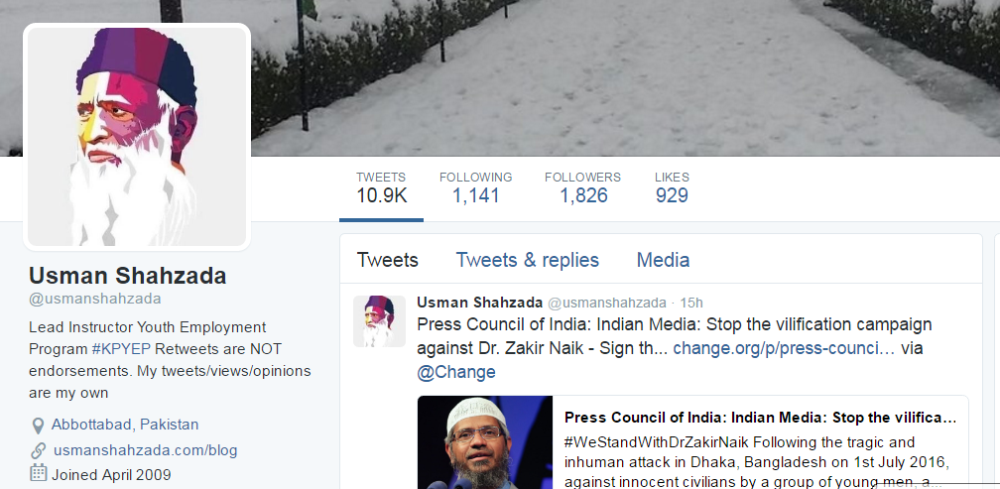 TWEETS FOLLOWING FOLLOWERS LIKES
10.9K 1,141 1,826 929
Usman Shahzada
@usmanshahzada
Lead Instructor Youth Employment
Program #KPYEP Retweets are NOT
endorsements. My tweets/views/opinions
are my own
Abbottabad, Pakistan
usmanshahzada.com/blog
Joined April 2009
Tweets Tweets & replies Media
Usman Shahzada @usmanshahzada · 15h
Press Council of India: Indian Media: Stop the vilification campaign
against Dr. Zakir Naik - Sign th... change.org/p/press-counci… via
@Change
Press Council of India: Indian Media: Stop the vilifica…
#WeStandWithDrZakirNaik Following the tragic and
inhuman attack in Dhaka, Bangladesh on 1st July 2016,
against innocent civilians by a group of young men, a...